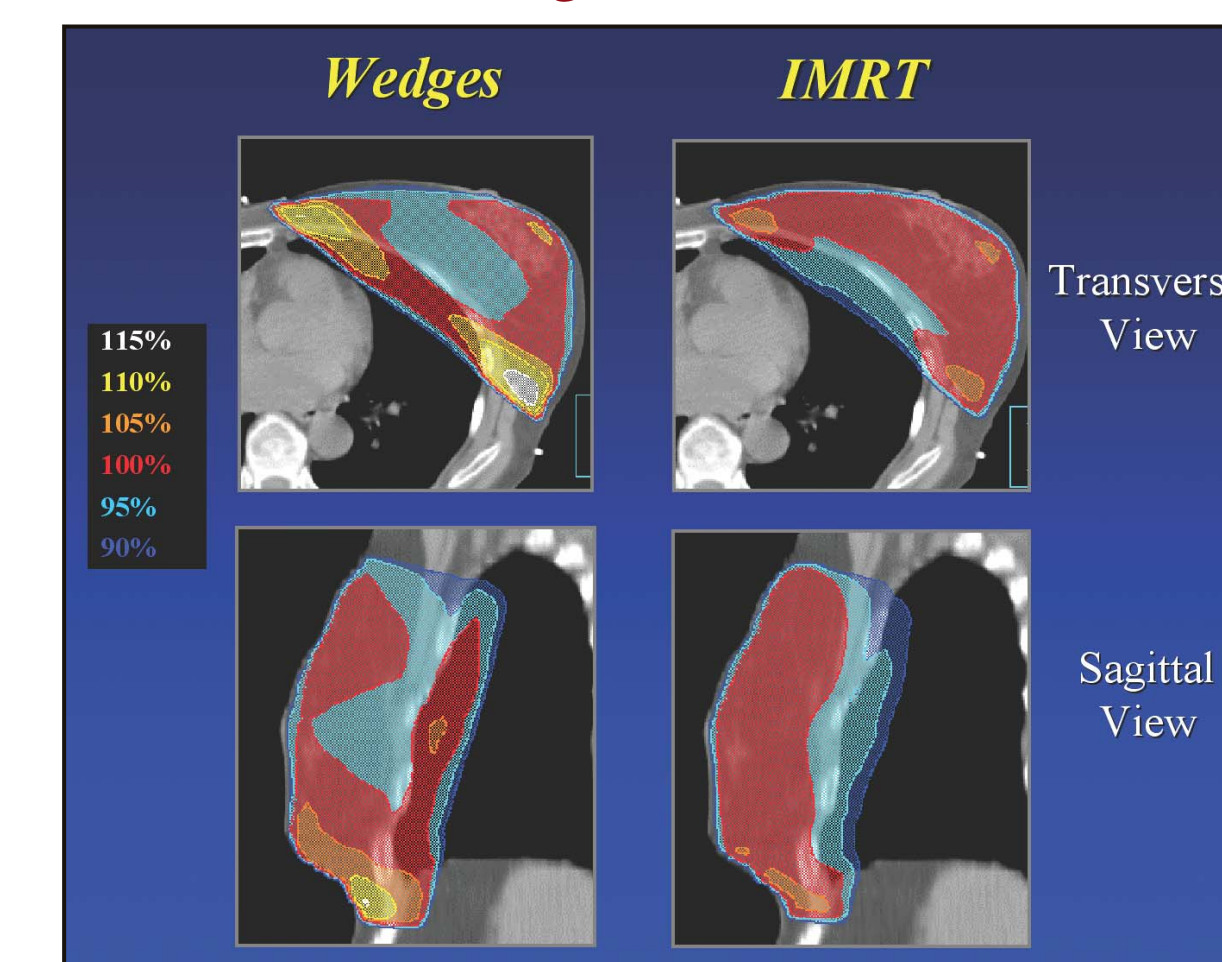 Wedges
IMRT
Transvers
View
115%
110%
105%
100%
95%
90%
Sagittal
View